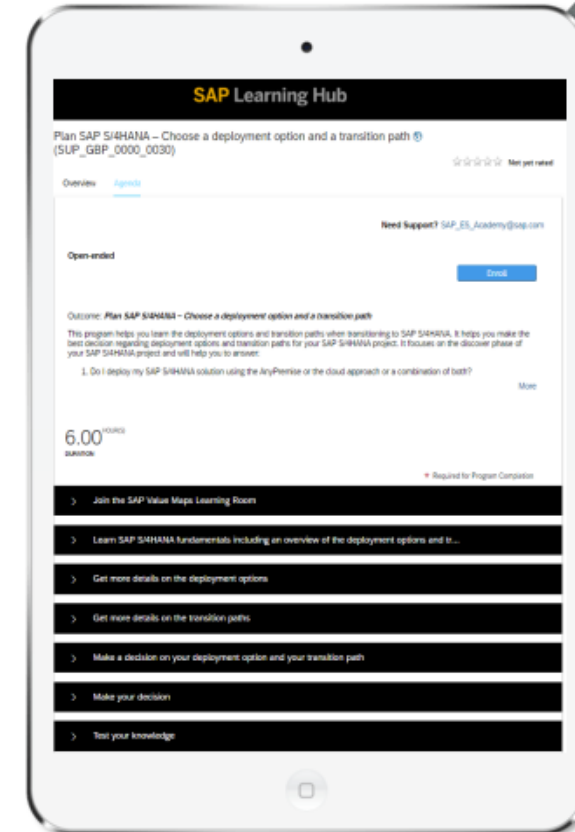 SAP Learning Hub
Plan SAP S/4HANA – Choose a deployment option and a transition path
(SUP_GBP_0000_0030)
Not yet rated
Overview Agenda
Need Support? SAP_ES_Academy@sap.com
Open-ended
Enroll
Outcome: Plan SAP S/4HANA – Choose a deployment option and a transition path
This program helps you learn the deployment options and transition paths when transitioning to SAP S/4HANA. It helps you make the
best decision regarding deployment options and transition paths for your SAP S/4HANA project. It focuses on the discover phase of
your SAP S/4HANA project and will help you to answer:
1. Do I deploy my SAP S/4HANA solution using the AnyPremise or the cloud approach or a combination of both?
More
6.00 HOUR(S)
DURATION
* Required for Program Completion
> Join the SAP Value Maps Learning Room
> Learn SAP S/4HANA fundamentals including an overview of the deployment options and tr...
> Get more details on the deployment options
> Get more details on the transition paths
> Make a decision on your deployment option and your transition path
> Make your decision
> Test your knowledge